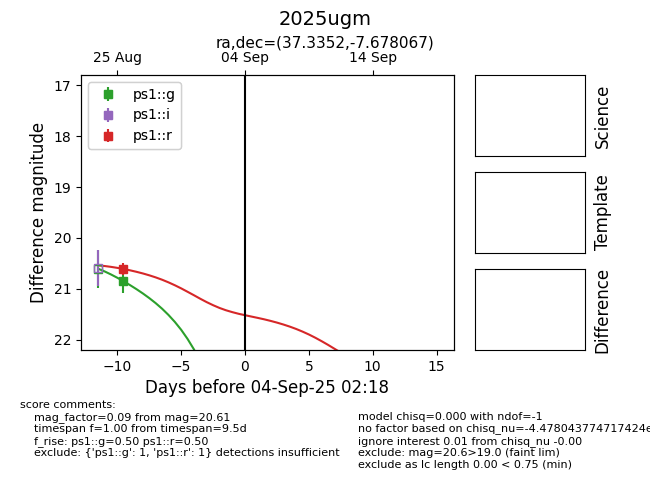 2025ugm
ra,dec=(37.3352,-7.678067)
25 Aug
04 Sep
14 Sep
17
18
19
20
21
22
Difference magnitude
ps1::g
ps1::i
ps1::r
−10
−5
0
5
10
15
Days before 04-Sep-25 02:18
Science
Template
Difference
score comments:
mag_factor=0.09 from mag=20.61
timespan f=1.00 from timespan=9.5d
f_rise: ps1::g=0.50 ps1::r=0.50
exclude: {'ps1::g': 1, 'ps1::r': 1} detections insufficient
model chisq=0.000 with ndof=-1
no factor based on chisq_nu=-4.478043774717424e
ignore interest 0.01 from chisq_nu -0.00
exclude: mag=20.6>19.0 (faint lim)
exclude as lc length 0.00 < 0.75 (min)